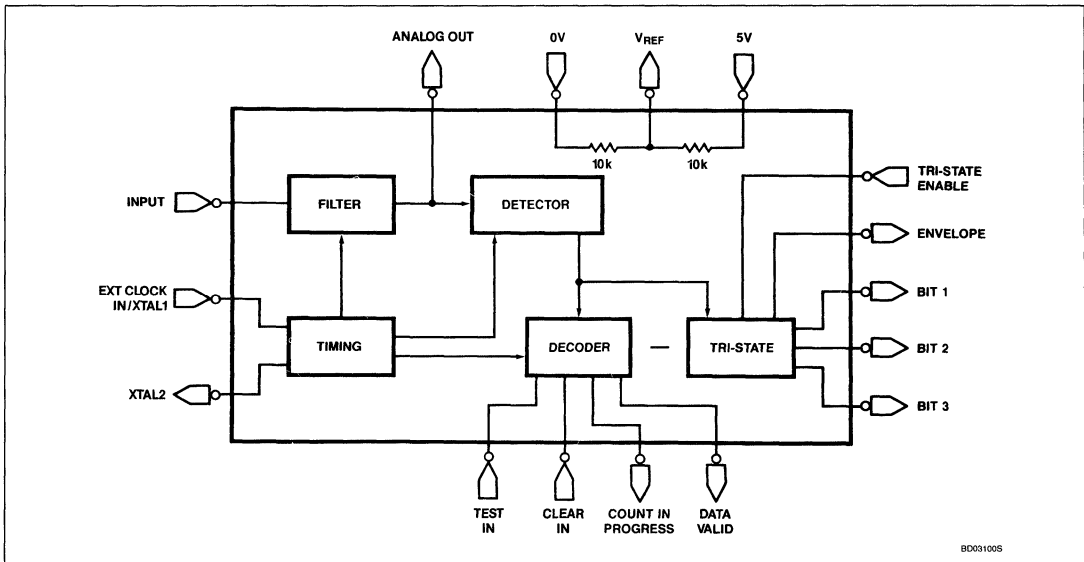 ANALOG OUT
0V
VREF
5V
10k
10k
TRI-STATE
ENABLE
INPUT
FILTER
DETECTOR
ENVELOPE
EXT CLOCK
IN/XTAL1
BIT 1
TIMING
DECODER
TRI-STATE
BIT 2
XTAL2
BIT 3
TEST
IN
CLEAR
IN
COUNT IN
PROGRESS
DATA
VALID
BD03100S